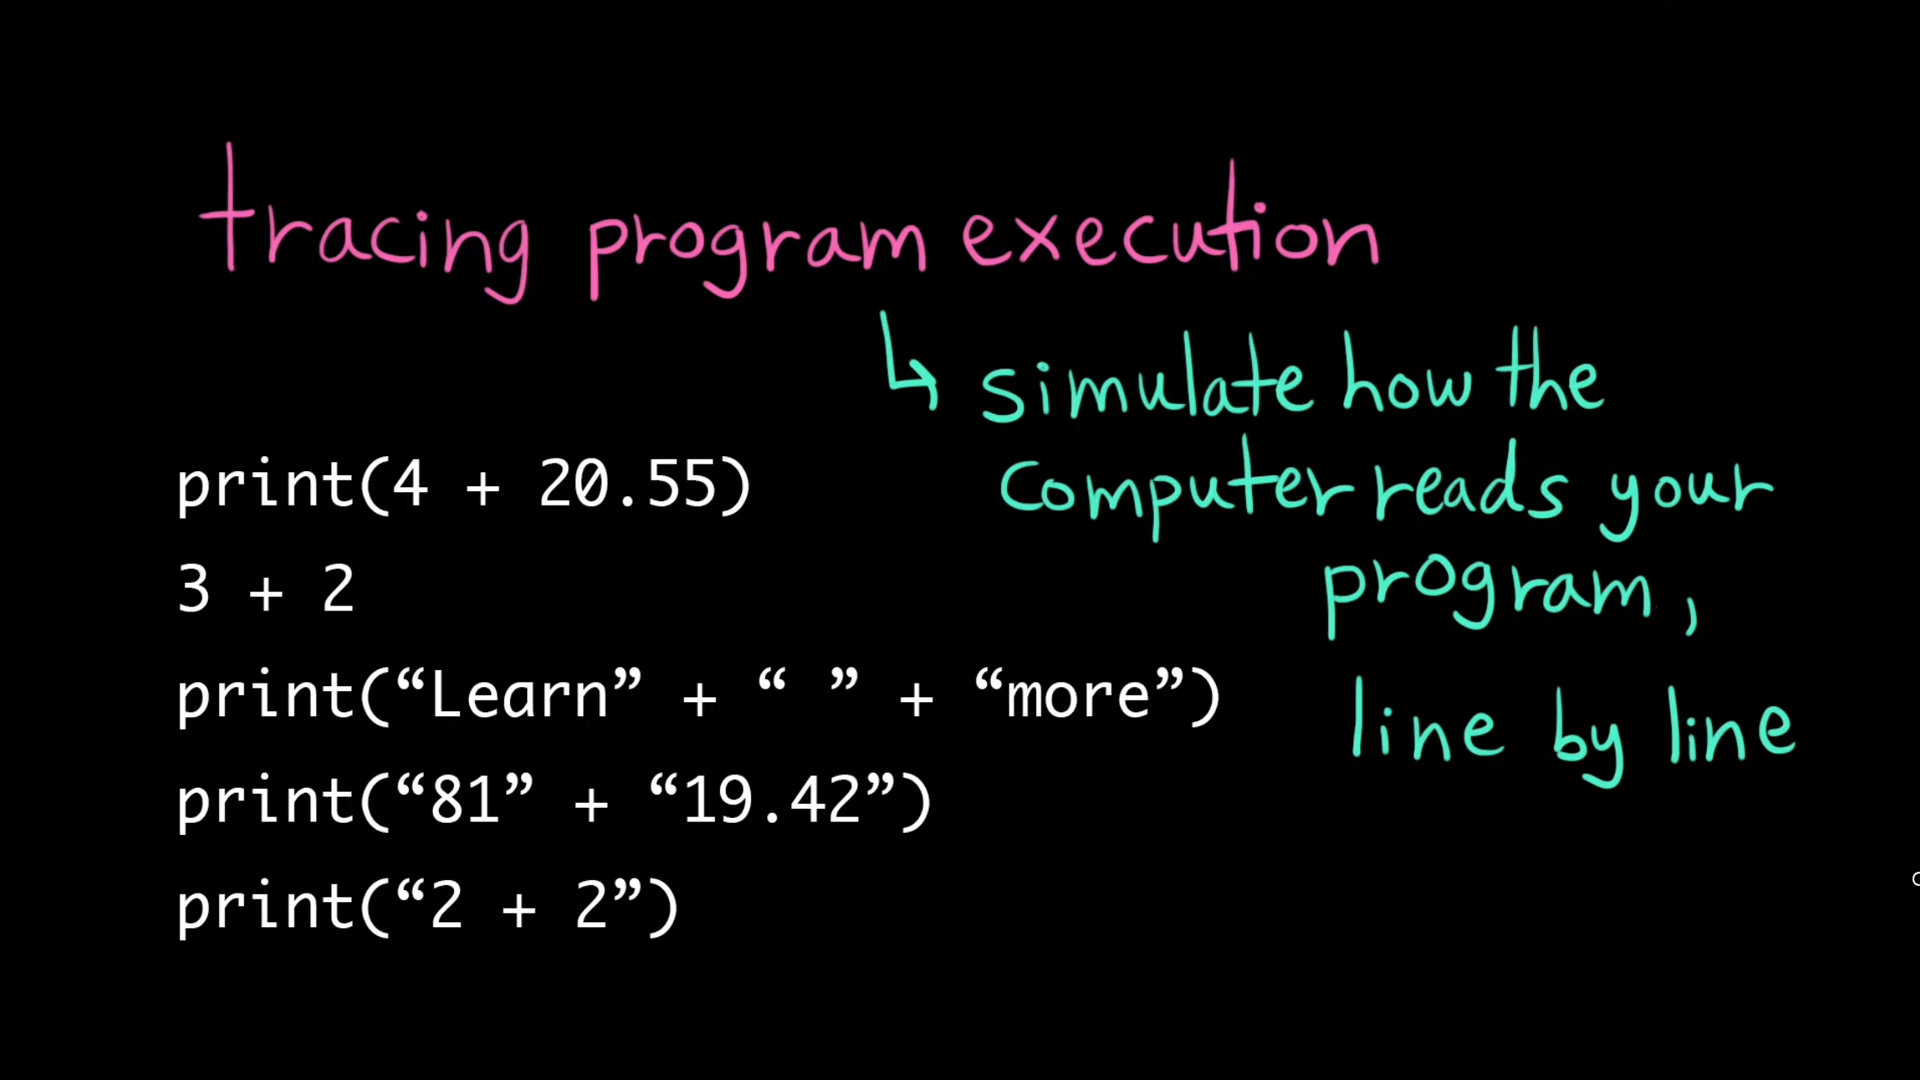 tracing program execution
↳ simulate how the
computer reads your
program,
line by line
print(4 + 20.55)
3 + 2
print(“Learn” + “ ” + “more”)
print(“81” + “19.42”)
print(“2 + 2”)